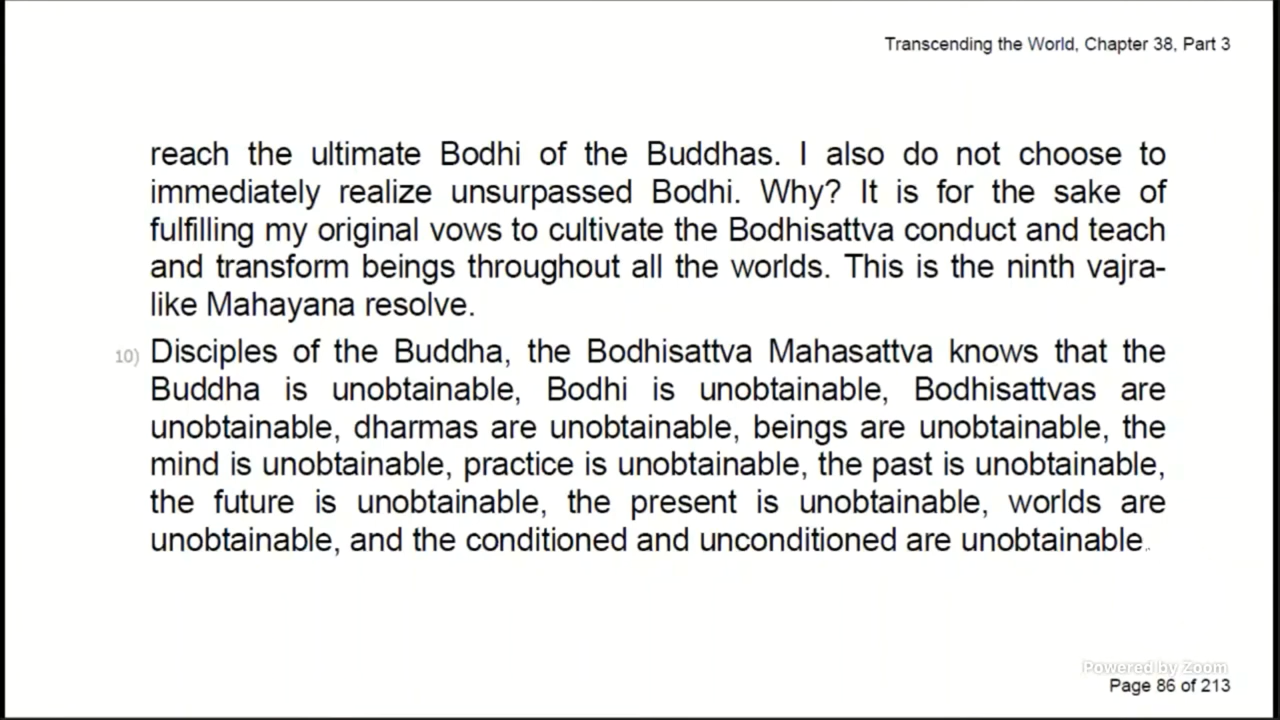 Transcending the World, Chapter 38, Part 3
reach the ultimate Bodhi of the Buddhas. I also do not choose to
immediately realize unsurpassed Bodhi. Why? It is for the sake of
fulfilling my original vows to cultivate the Bodhisattva conduct and teach
and transform beings throughout all the worlds. This is the ninth vajra-
like Mahayana resolve.
10) Disciples of the Buddha, the Bodhisattva Mahasattva knows that the
Buddha is unobtainable, Bodhi is unobtainable, Bodhisattvas are
unobtainable, dharmas are unobtainable, beings are unobtainable, the
mind is unobtainable, practice is unobtainable, the past is unobtainable,
the future is unobtainable, the present is unobtainable, worlds are
unobtainable, and the conditioned and unconditioned are unobtainable.
Powered by Zoom
Page 86 of 213